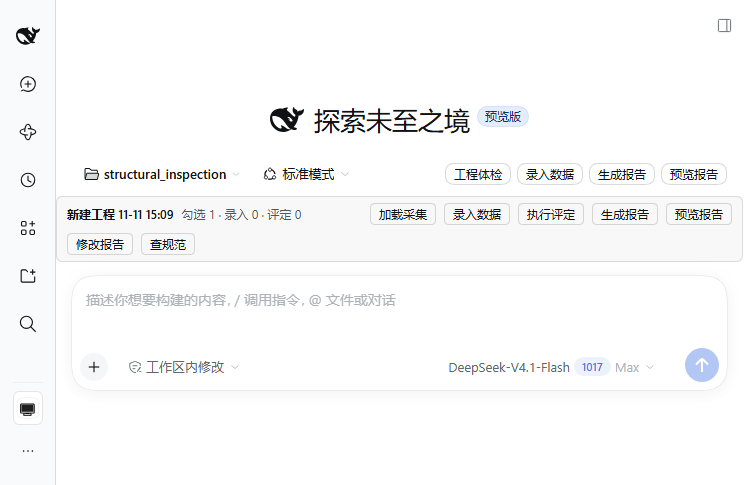 探索未至之境 预览版
structural_inspection 标准模式 工程体检 录入数据 生成报告 预览报告
新建工程 11-11 15:09 勾选 1 · 录入 0 · 评定 0 加载采集 录入数据 执行评定 生成报告 预览报告
修改报告 查规范
描述你想要构建的内容, / 调用指令, @ 文件或对话
工作区内修改 DeepSeek-V4.1-Flash 1017 Max